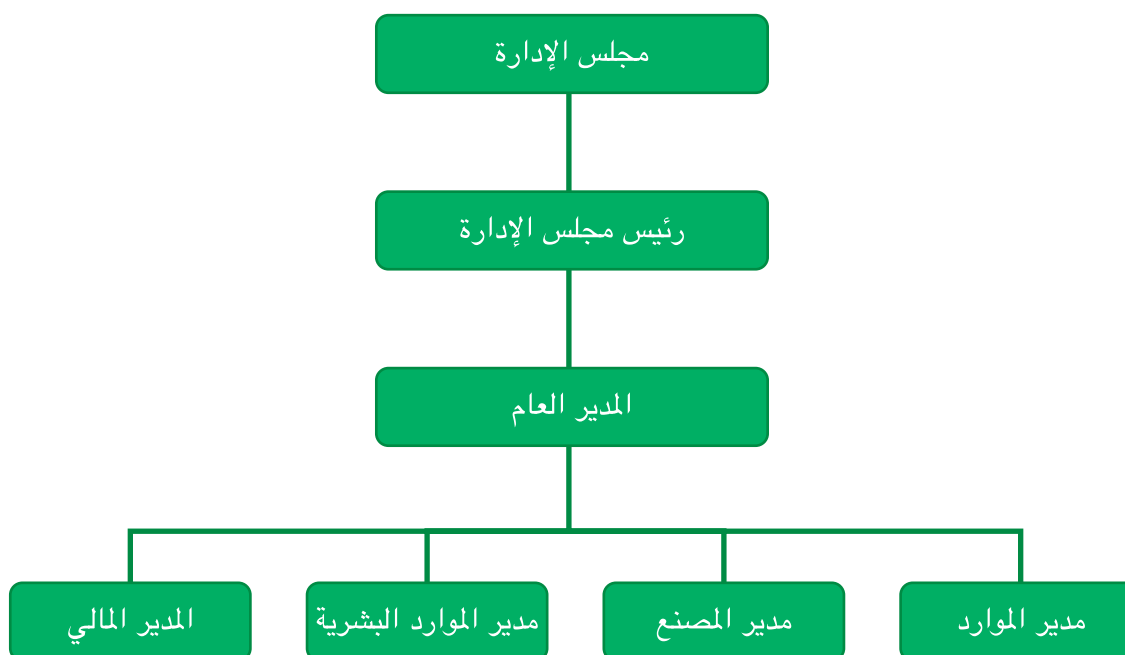 مجلس الإدارة
رئيس مجلس الإدارة
المدير العام
مدير الموارد
مدير المصنع
مدير الموارد البشرية
المدير المالي